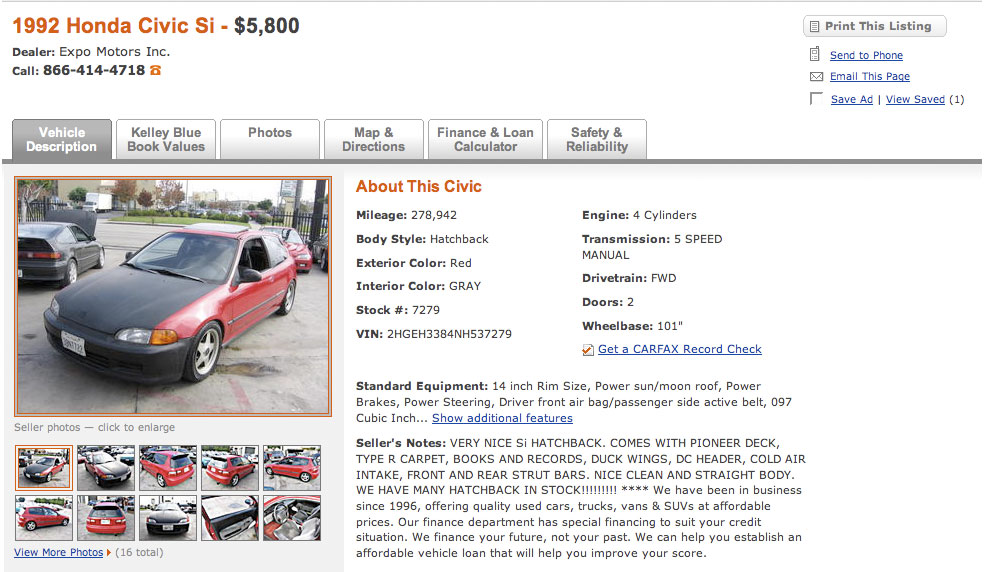 1992 Honda Civic Si - $5,800
Dealer: Expo Motors Inc.
Call: 866-414-4718
Print This Listing
Send to Phone
Email This Page
Save Ad | View Saved (1)
Vehicle Description
Kelley Blue Book Values
Photos
Map & Directions
Finance & Loan Calculator
Safety & Reliability
Seller photos — click to enlarge
View More Photos (16 total)
About This Civic
Mileage: 278,942
Body Style: Hatchback
Exterior Color: Red
Interior Color: GRAY
Stock #: 7279
VIN: 2HGEH3384NH537279
Engine: 4 Cylinders
Transmission: 5 SPEED
MANUAL
Drivetrain: FWD
Doors: 2
Wheelbase: 101"
Get a CARFAX Record Check
Standard Equipment: 14 inch Rim Size, Power sun/moon roof, Power
Brakes, Power Steering, Driver front air bag/passenger side active belt, 097
Cubic Inch... Show additional features
Seller's Notes: VERY NICE Si HATCHBACK. COMES WITH PIONEER DECK,
TYPE R CARPET, BOOKS AND RECORDS, DUCK WINGS, DC HEADER, COLD AIR
INTAKE, FRONT AND REAR STRUT BARS. NICE CLEAN AND STRAIGHT BODY.
WE HAVE MANY HATCHBACK IN STOCK!!!!!!!!! **** We have been in business
since 1996, offering quality used cars, trucks, vans & SUVs at affordable
prices. Our finance department has special financing to suit your credit
situation. We finance your future, not your past. We can help you establish an
affordable vehicle loan that will help you improve your score.